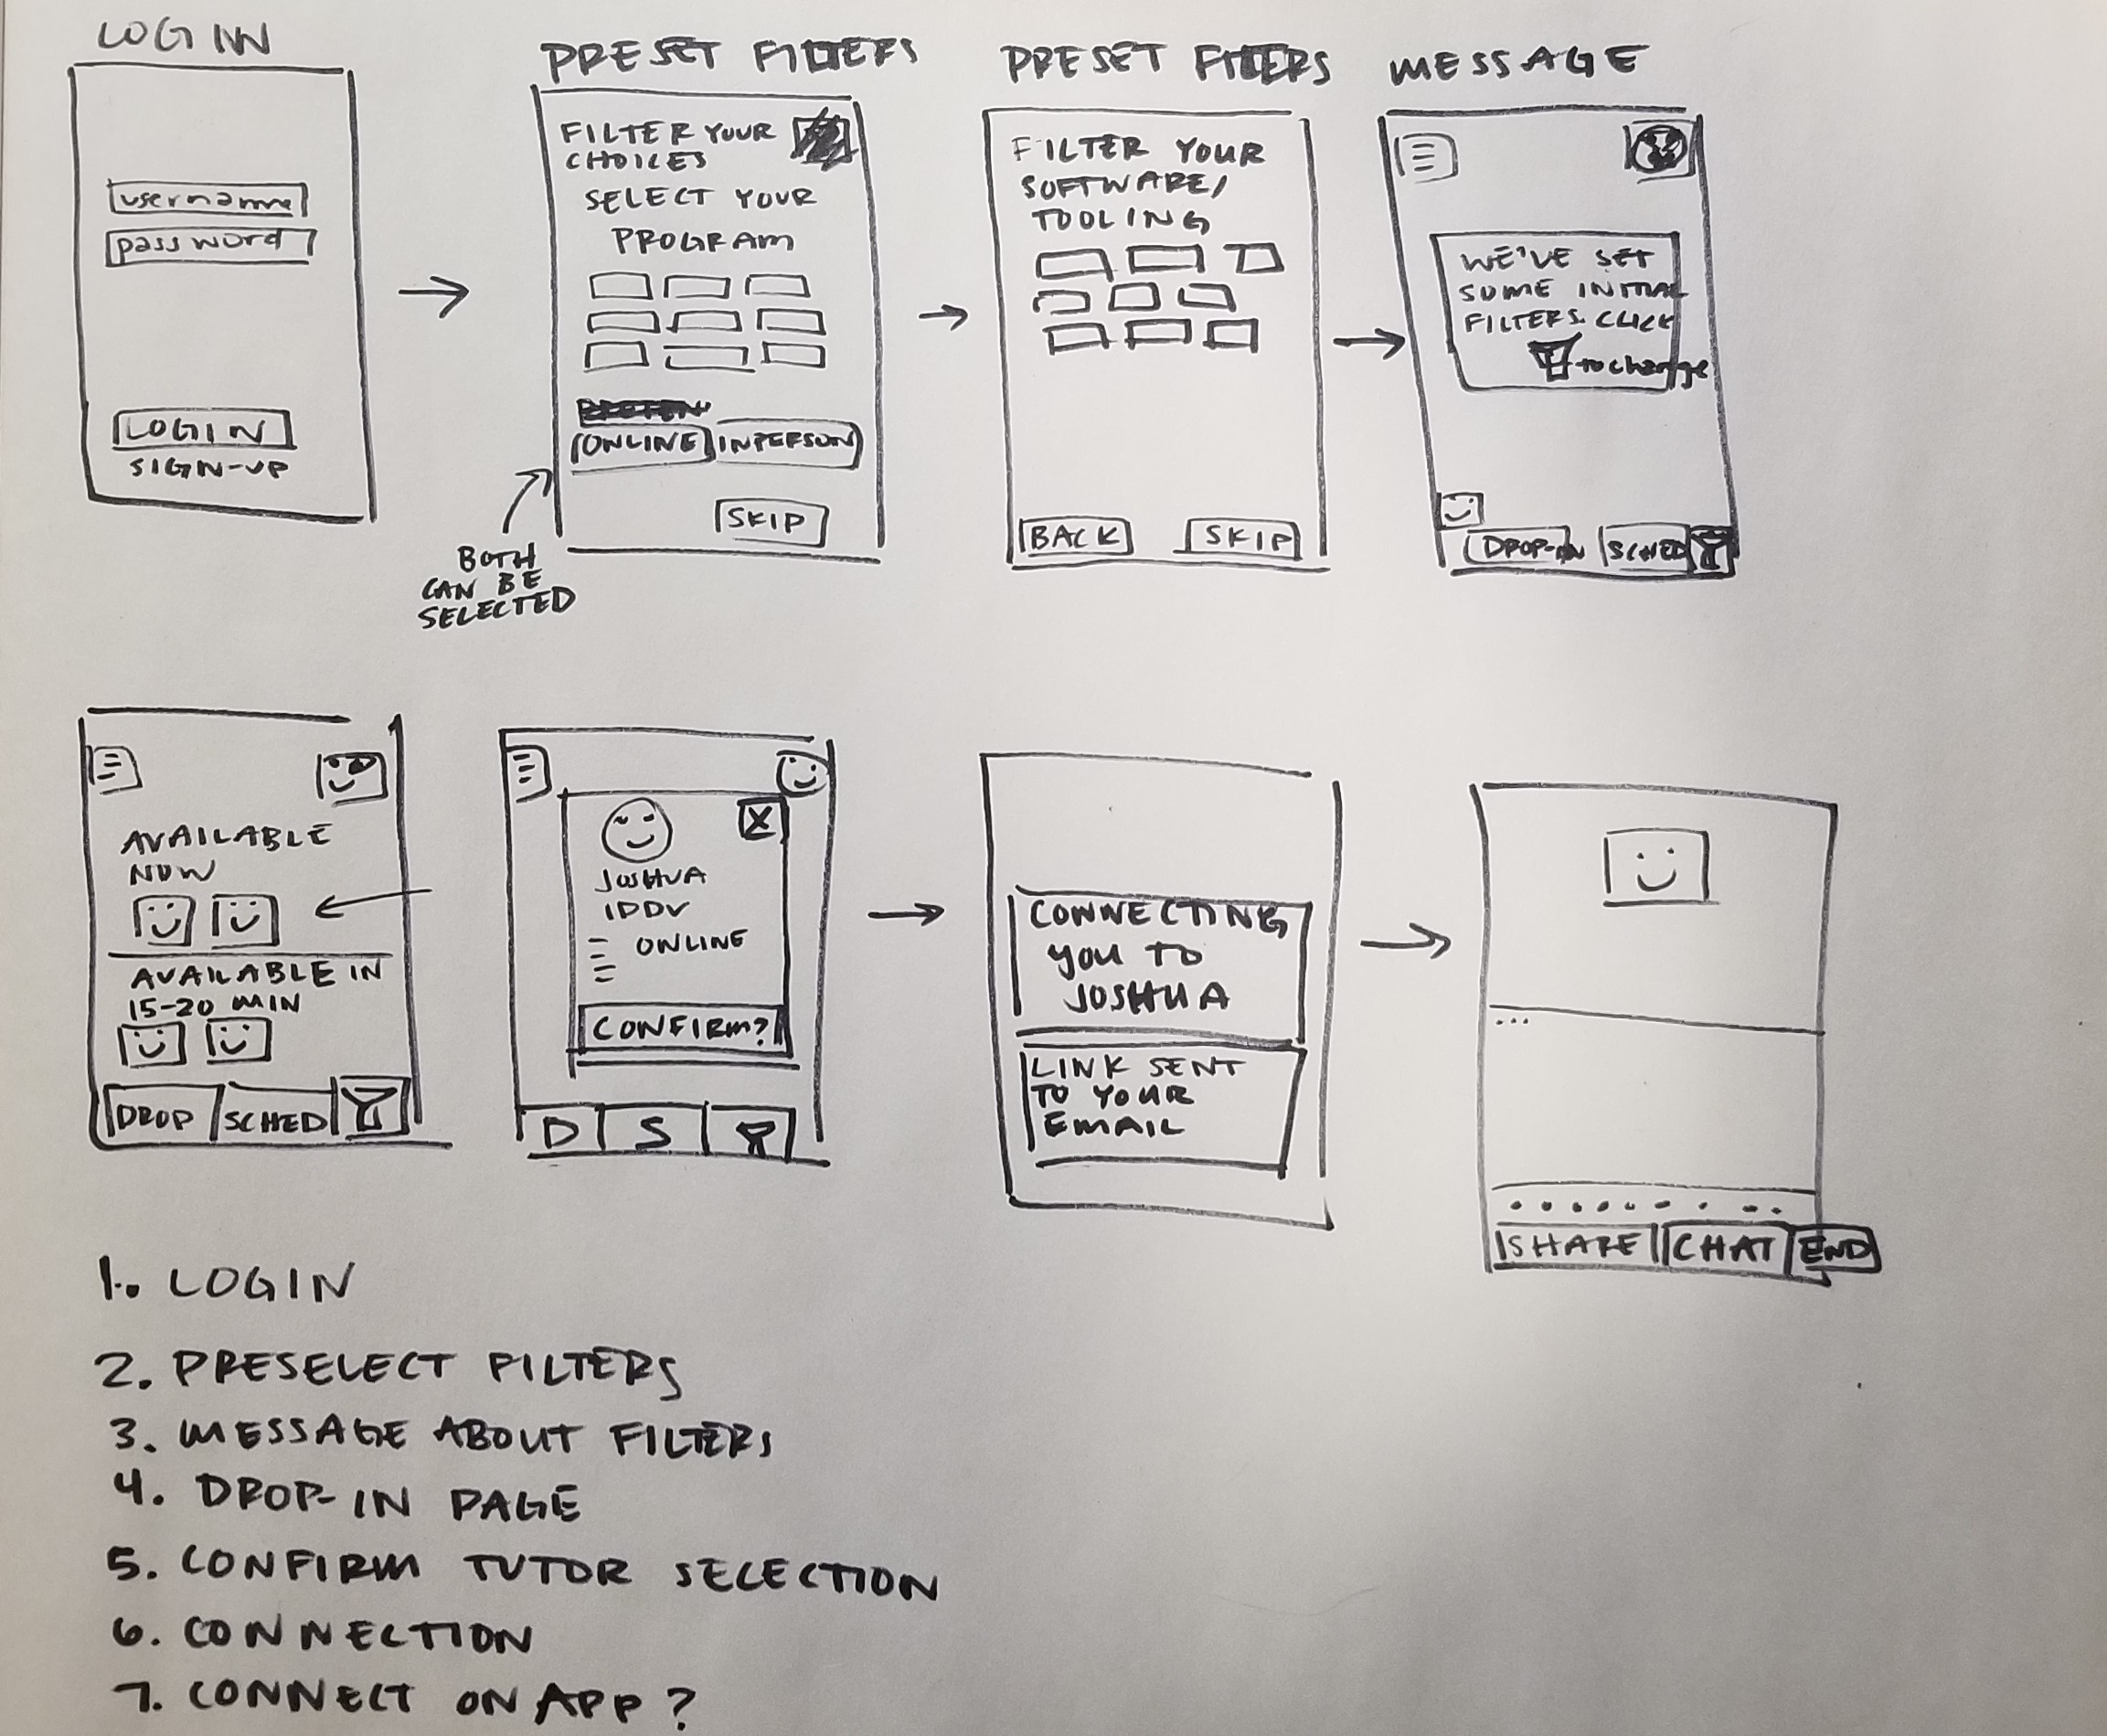 LOGIN
username
password
LOGIN
SIGN-UP
PRESET FILTERS
FILTER YOUR
CHOICES
SELECT YOUR
PROGRAM
ONLINE
INPERSON
SKIP
BOTH
CAN BE
SELECTED
PRESET FILTERS
FILTER YOUR
SOFTWARE/
TOOLING
BACK
SKIP
MESSAGE
WE'VE SET
SOME INITIAL
FILTERS. CLICK
to change
DROP-IN
SCHED
AVAILABLE
NOW
AVAILABLE IN
15-20 MIN
DROP
SCHED
X
JOSHUA
IDDV
ONLINE
CONFIRM?
D
S
CONNECTING
YOU TO
JOSHUA
LINK SENT
TO YOUR
EMAIL
...
SHARE
CHAT
END
1. LOGIN
2. PRESELECT FILTERS
3. MESSAGE ABOUT FILTERS
4. DROP-IN PAGE
5. CONFIRM TUTOR SELECTION
6. CONNECTION
7. CONNECT ON APP?